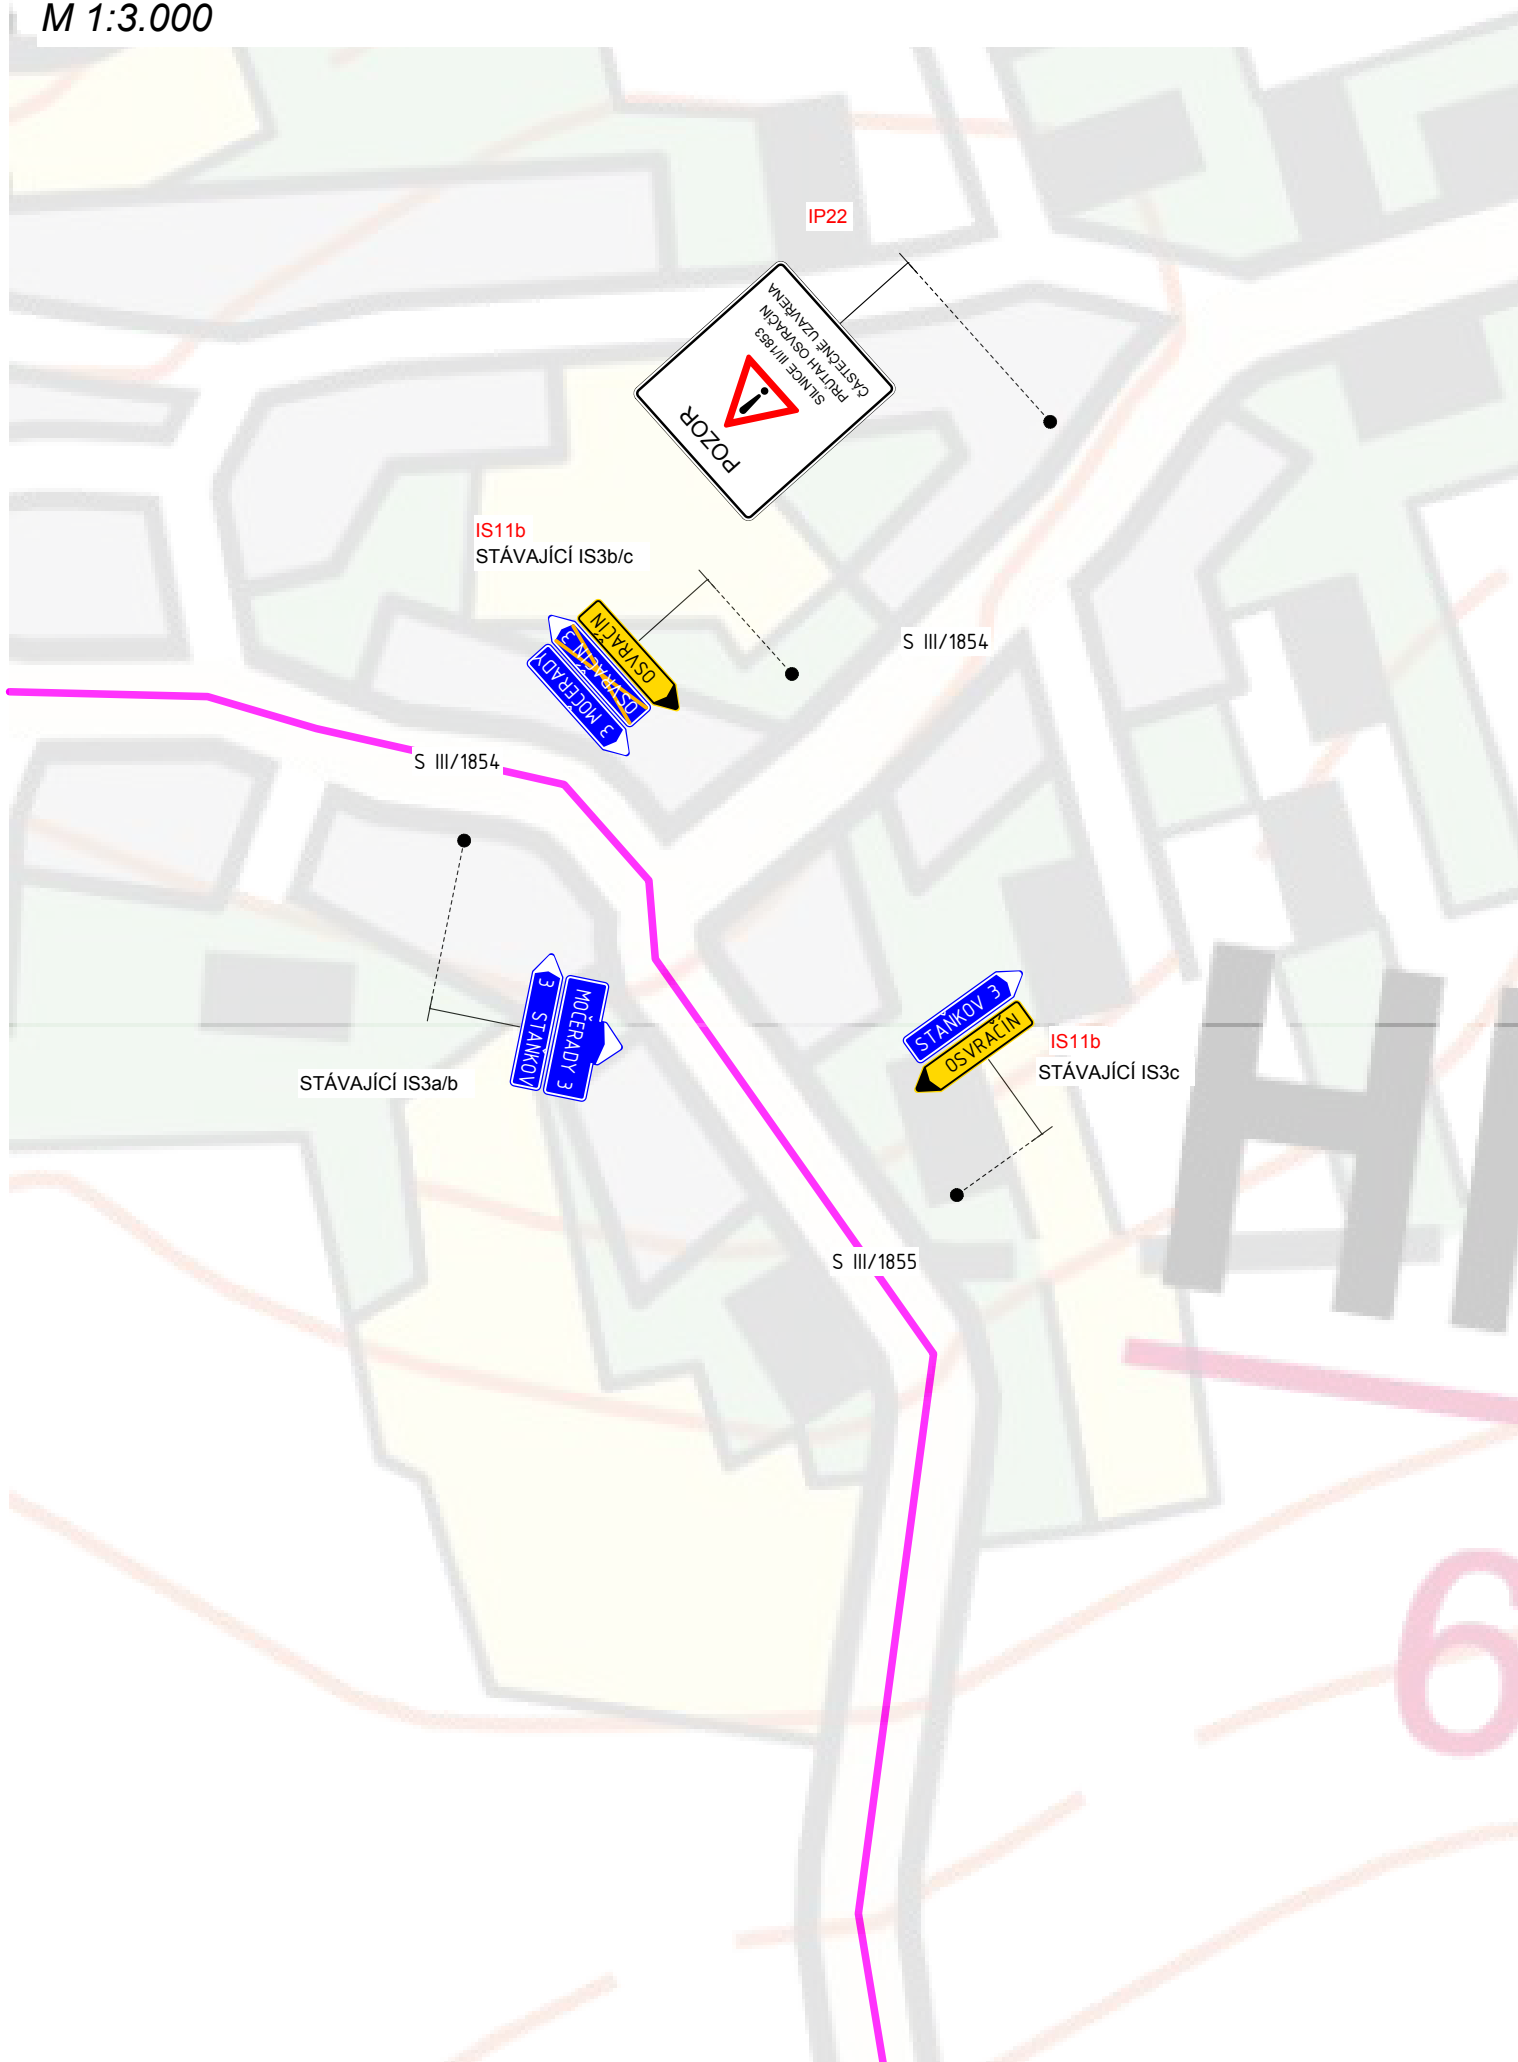 M 1:3.000
IP22
POZOR
SILNICE III/1853
PRŮTAH OSVRAČÍN
ČÁSTEČNĚ UZAVŘENA
IS11b
STÁVAJÍCÍ IS3b/c
OSVRAČÍN
OSVRAČÍN 3
3 MOČERADY
S III/1854
S III/1854
3 STAŇKOV
MOČERADY 3
STÁVAJÍCÍ IS3a/b
STAŇKOV 3
OSVRAČÍN
IS11b
STÁVAJÍCÍ IS3c
S III/1855
H
6